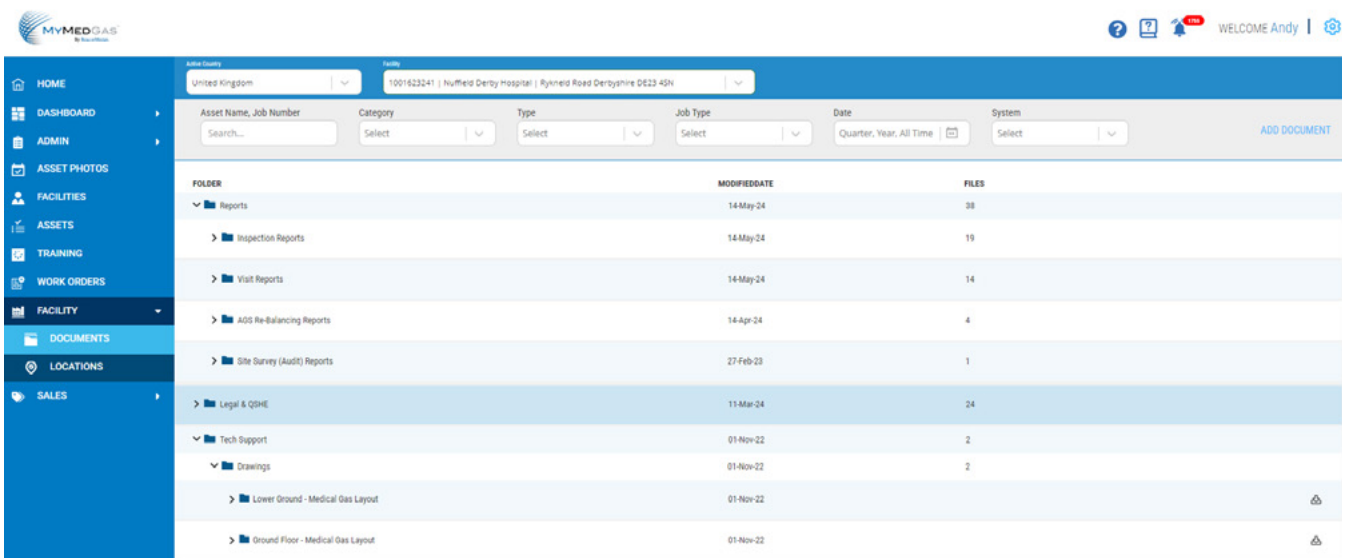 MYMEDGAS
1798
WELCOME Andy
Active Country
Facility
United Kingdom
1001623241 | Nuffield Derby Hospital | Rykneld Road Derbyshire DE23 4SN
HOME
DASHBOARD
ADMIN
ASSET PHOTOS
FACILITIES
ASSETS
TRAINING
WORK ORDERS
FACILITY
DOCUMENTS
LOCATIONS
SALES
Asset Name, Job Number Category Type Job Type Date System
Search... Select Select Select Quarter, Year, All Time Select
ADD DOCUMENT
FOLDER MODIFIEDDATE FILES
Reports 14-May-24 38
Inspection Reports 14-May-24 19
Visit Reports 14-May-24 14
AGS Re-Balancing Reports 14-Apr-24 4
Site Survey (Audit) Reports 27-Feb-23 1
Legal & QSHE 11-Mar-24 24
Tech Support 01-Nov-22 2
Drawings 01-Nov-22 2
Lower Ground - Medical Gas Layout 01-Nov-22
Ground Floor - Medical Gas Layout 01-Nov-22